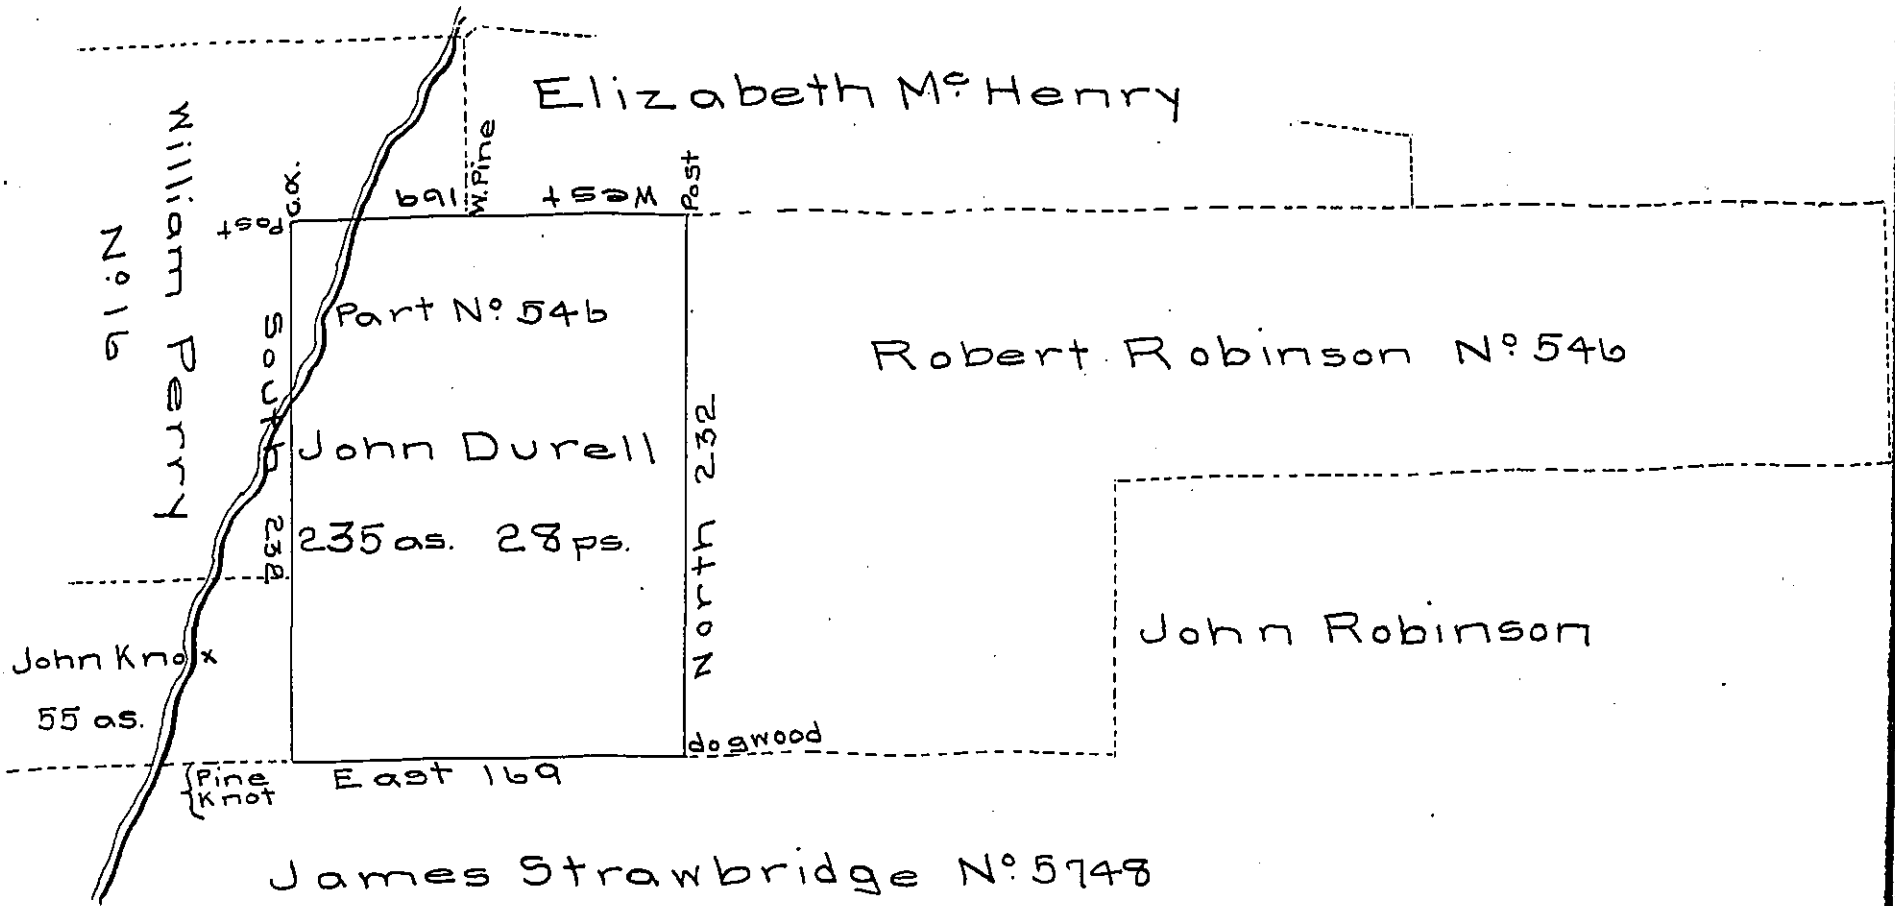 Elizabeth Mc Henry
William Perry
No. 16
Post
G.O.
West 169
W. Pine
Post
South 232
Part No. 546
John Durell
235 as. 28 ps.
North 232
Robert Robinson No. 546
John Robinson
John Knox
55 as.
Pine
Knot
East 169
dogwood
James Strawbridge No. 5748